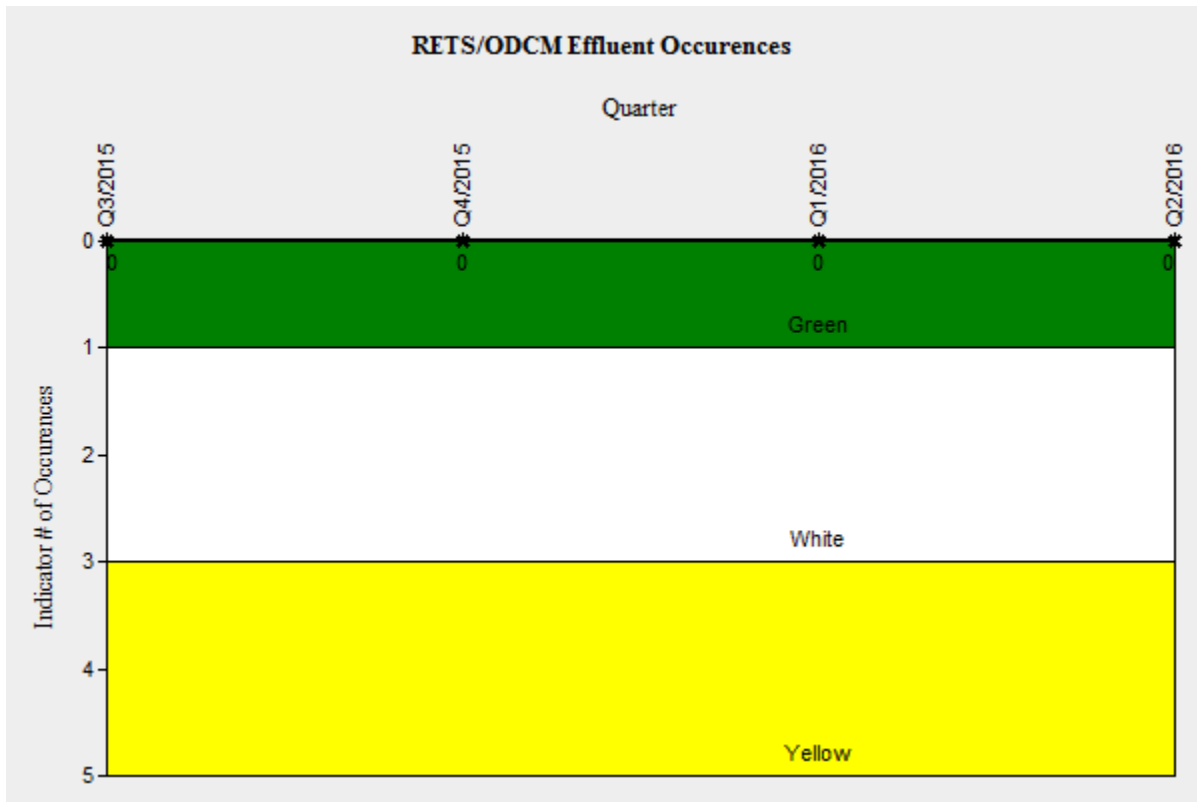 RETS/ODCM Effluent Occurences
Quarter
Q3/2015
Q4/2015
Q1/2016
Q2/2016
0
0
0
0
0
Green
1
Indicator # of Occurences
2
White
3
4
Yellow
5